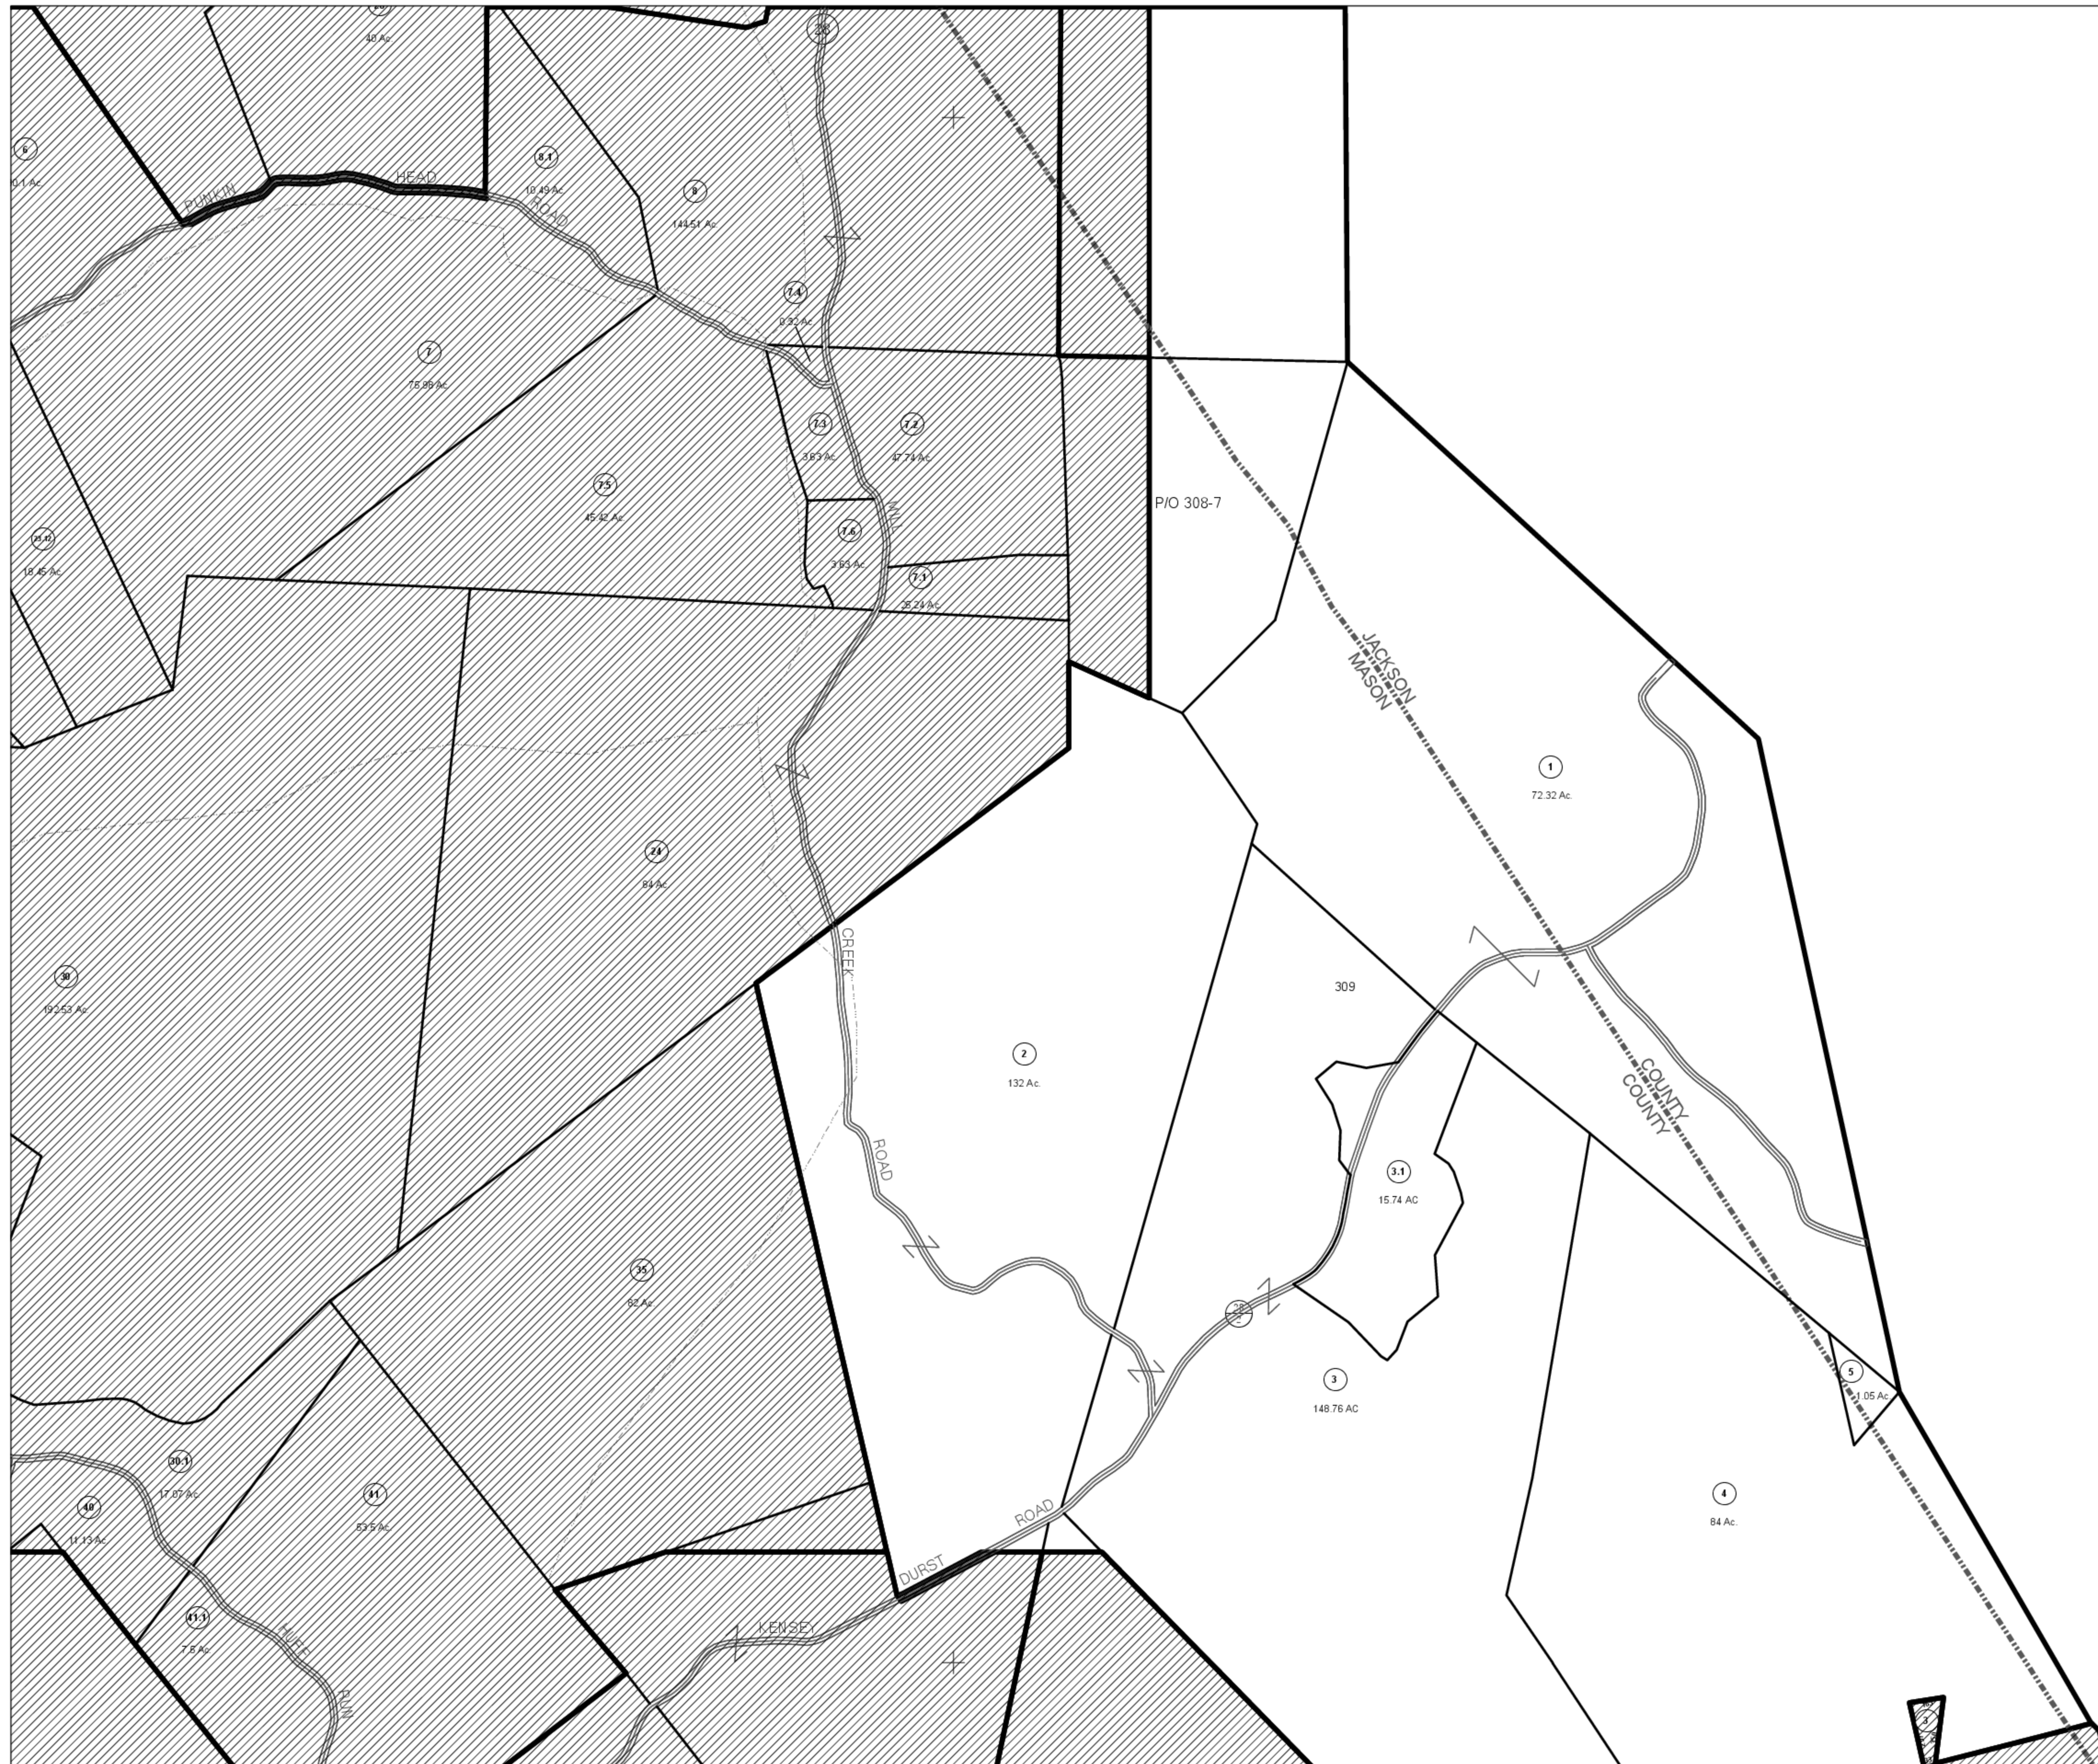 40 Ac.
28
6
8.1
10.49 Ac.
8
144.51 Ac.
PUNKIN
HEAD
ROAD
7.4
0.32 Ac.
7
75.98 Ac.
7.3
3.63 Ac.
7.2
47.74 Ac.
7.5
45.42 Ac.
P/O 308-7
MILL
7.6
3.63 Ac.
7.1
25.24 Ac.
18.45 Ac.
JACKSON
MASON
1
72.32 Ac.
24
84 Ac.
CREEK
30
192.53 Ac.
309
2
132 Ac.
COUNTY
COUNTY
ROAD
3.1
15.74 AC
35
82 Ac.
3
148.76 AC
5
1.05 Ac.
30.1
17.07 Ac.
40
11.13 Ac.
41
53.5 Ac.
4
84 Ac.
ROAD
DURST
KENSEY
41.1
7.5 Ac.
HUFF
RUN
3